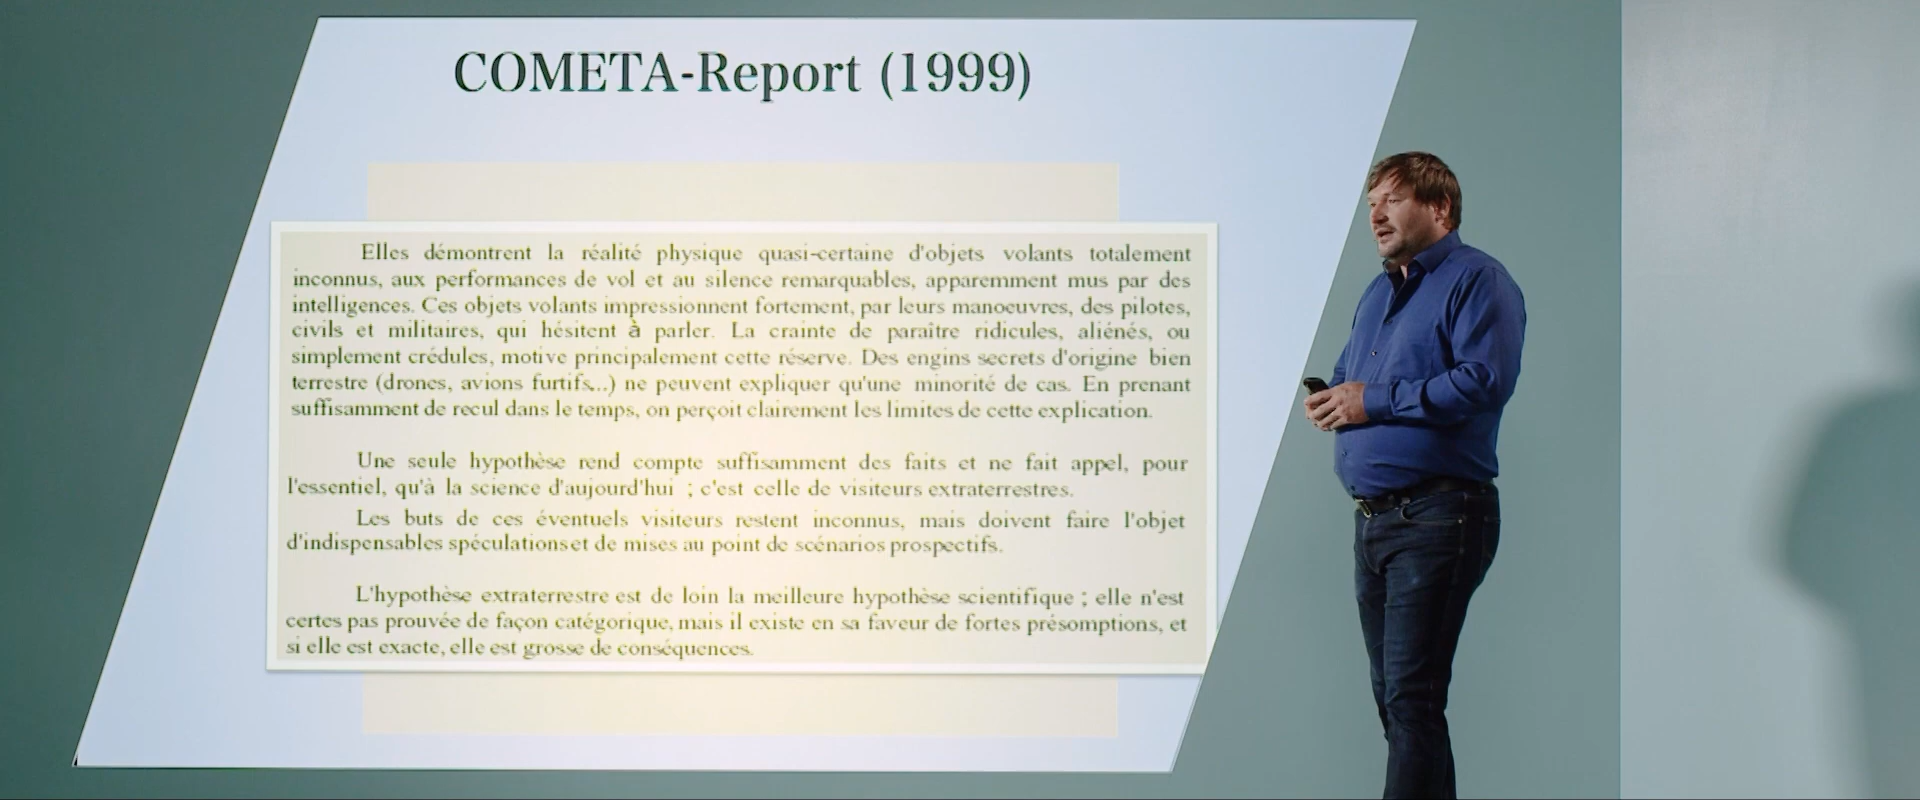 COMETA-Report (1999)
Elles démontrent la réalité physique quasi-certaine d'objets volants totalement
inconnus, aux performances de vol et au silence remarquables, apparemment mus par des
intelligences. Ces objets volants impressionnent fortement, par leurs manoeuvres, des pilotes,
civils et militaires, qui hésitent à parler. La crainte de paraître ridicules, aliénés, ou
simplement crédules, motive principalement cette réserve. Des engins secrets d'origine bien
terrestre (drones, avions furtifs...) ne peuvent expliquer qu'une minorité de cas. En prenant
suffisamment de recul dans le temps, on perçoit clairement les limites de cette explication.
Une seule hypothèse rend compte suffisamment des faits et ne fait appel, pour
l'essentiel, qu'à la science d'aujourd'hui ; c'est celle de visiteurs extraterrestres.
Les buts de ces éventuels visiteurs restent inconnus, mais doivent faire l'objet
d'indispensables spéculations et de mises au point de scénarios prospectifs.
L'hypothèse extraterrestre est de loin la meilleure hypothèse scientifique ; elle n'est
certes pas prouvée de façon catégorique, mais il existe en sa faveur de fortes présomptions, et
si elle est exacte, elle est grosse de conséquences.